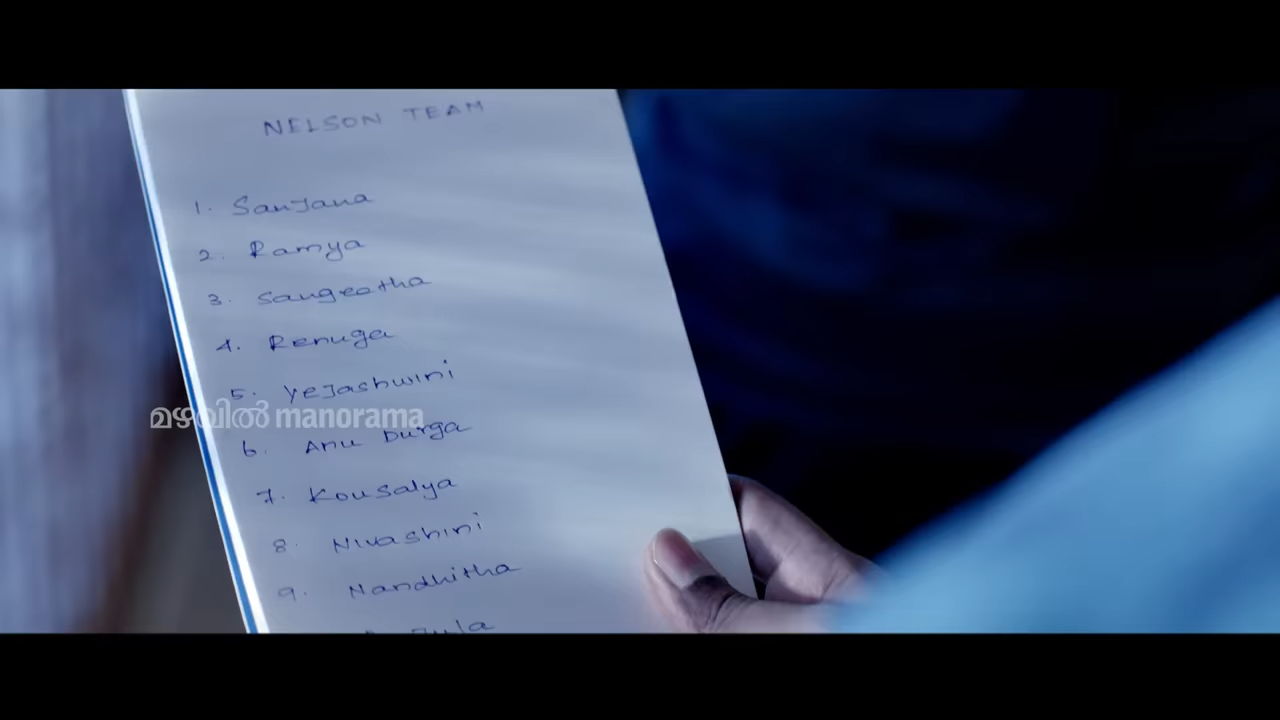 NELSON TEAM
1. Sanjana
2. Ramya
3. Sangeetha
4. Renuga
5. Yejashwini
മഴവിൽ manorama
6. Anu Durga
7. Kousalya
8. Nivashini
9. Nandhitha